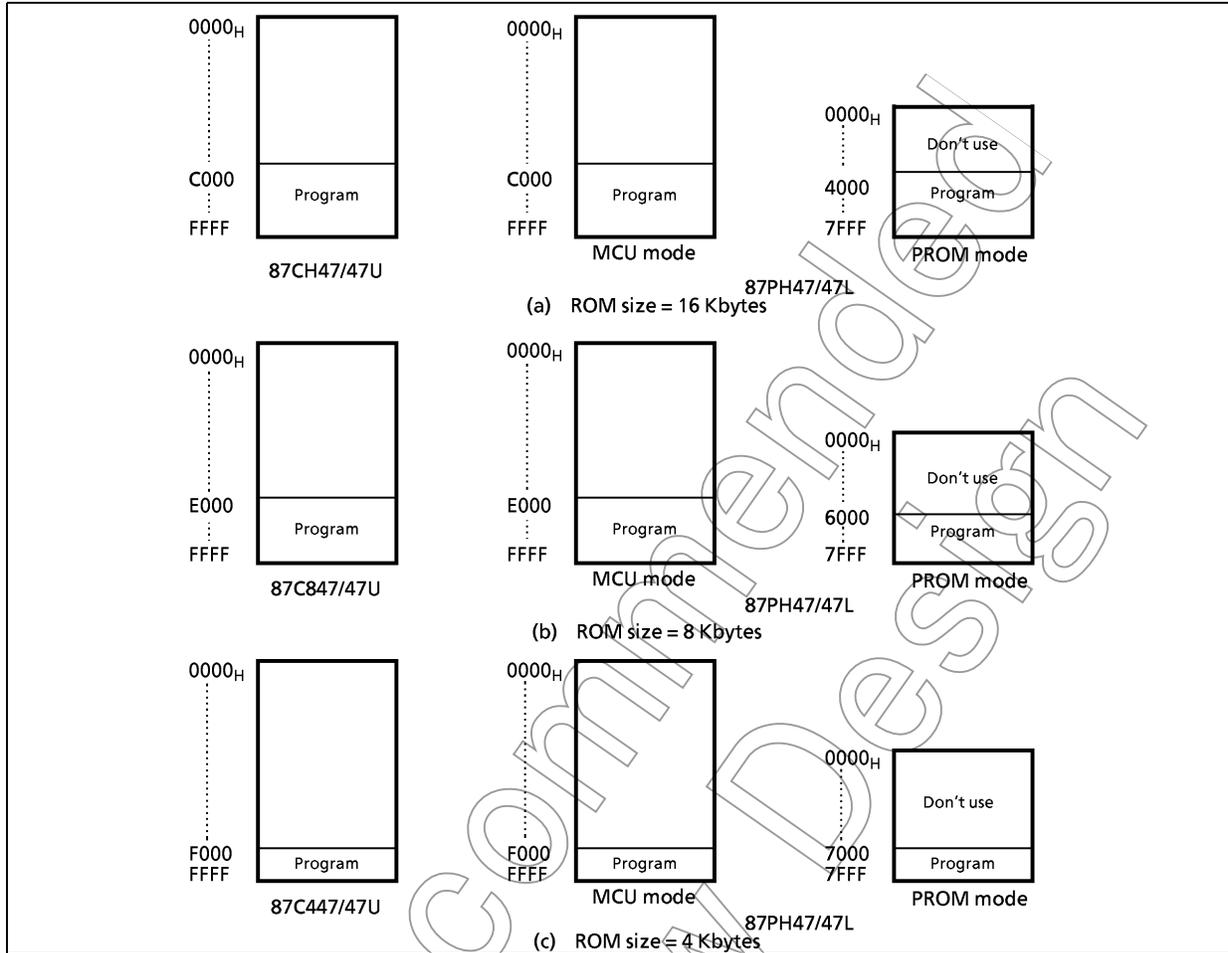 0000H
0000H
0000H
Don't use
C000
C000
4000
Program
Program
Program
FFFF
FFFF
7FFF
MCU mode
PROM mode
87CH47/47U
87PH47/47L
(a) ROM size = 16 Kbytes
0000H
0000H
0000H
Don't use
E000
E000
6000
Program
Program
Program
FFFF
FFFF
7FFF
MCU mode
PROM mode
87C847/47U
87PH47/47L
(b) ROM size = 8 Kbytes
0000H
0000H
0000H
Don't use
F000
F000
7000
Program
Program
Program
FFFF
FFFF
7FFF
MCU mode
PROM mode
87C447/47U
87PH47/47L
(c) ROM size = 4 Kbytes
commended
Design